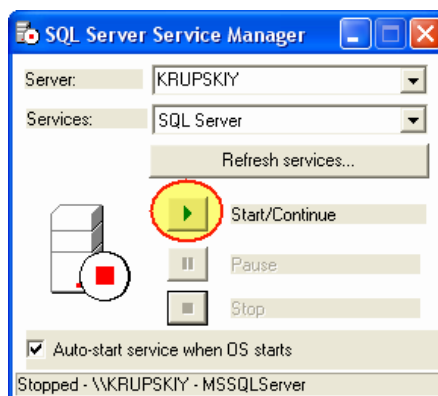 SQL Server Service Manager
Server: KRUPSKIY
Services: SQL Server
Refresh services...
Start/Continue
Pause
Stop
Auto-start service when OS starts
Stopped - \\KRUPSKIY - MSSQLServer